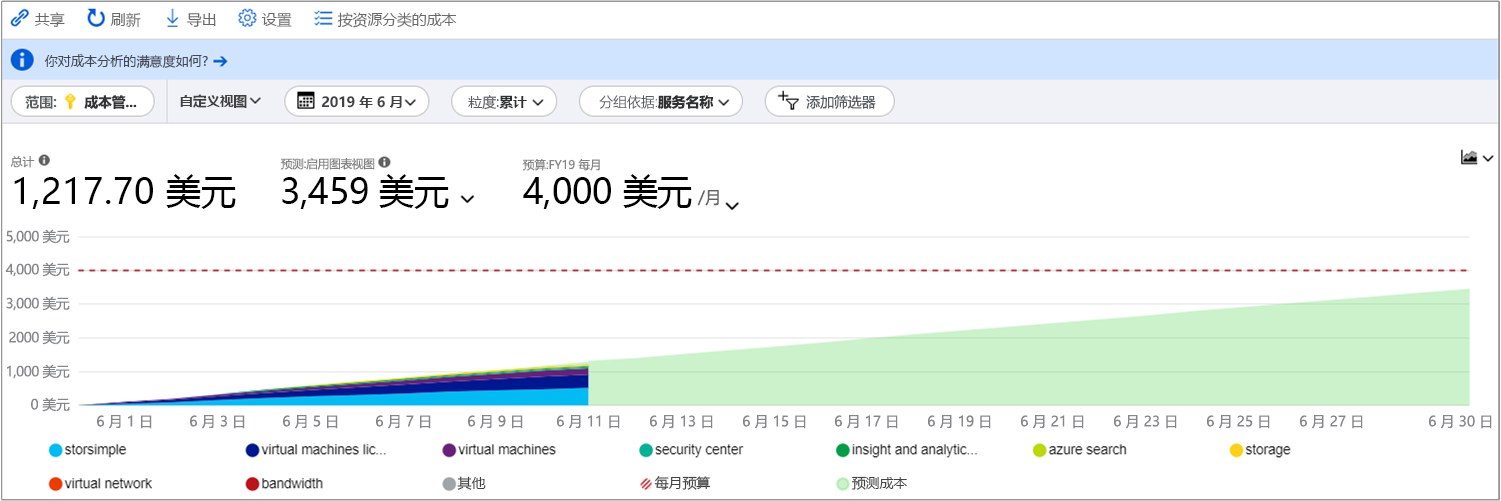 共享 刷新 导出 设置 按资源分类的成本
你对成本分析的满意度如何?
范围: 成本管... 自定义视图 2019 年 6 月 粒度:累计 分组依据:服务名称 添加筛选器
总计 预测:启用图表视图 预算:FY19 每月
1,217.70 美元 3,459 美元 4,000 美元 /月
5,000 美元
4,000 美元
3,000 美元
2000 美元
1,000 美元
0 美元
6 月 1 日 6 月 3 日 6 月 5 日 6 月 7 日 6 月 9 日 6 月 11 日 6 月 13 日 6 月 15 日 6 月 17 日 6 月 19 日 6 月 21 日 6 月 23 日 6 月 25 日 6 月 27 日 6 月 30 日
storsimple virtual machines lic... virtual machines security center insight and analytic... azure search storage
virtual network bandwidth 其他 每月预算 预测成本